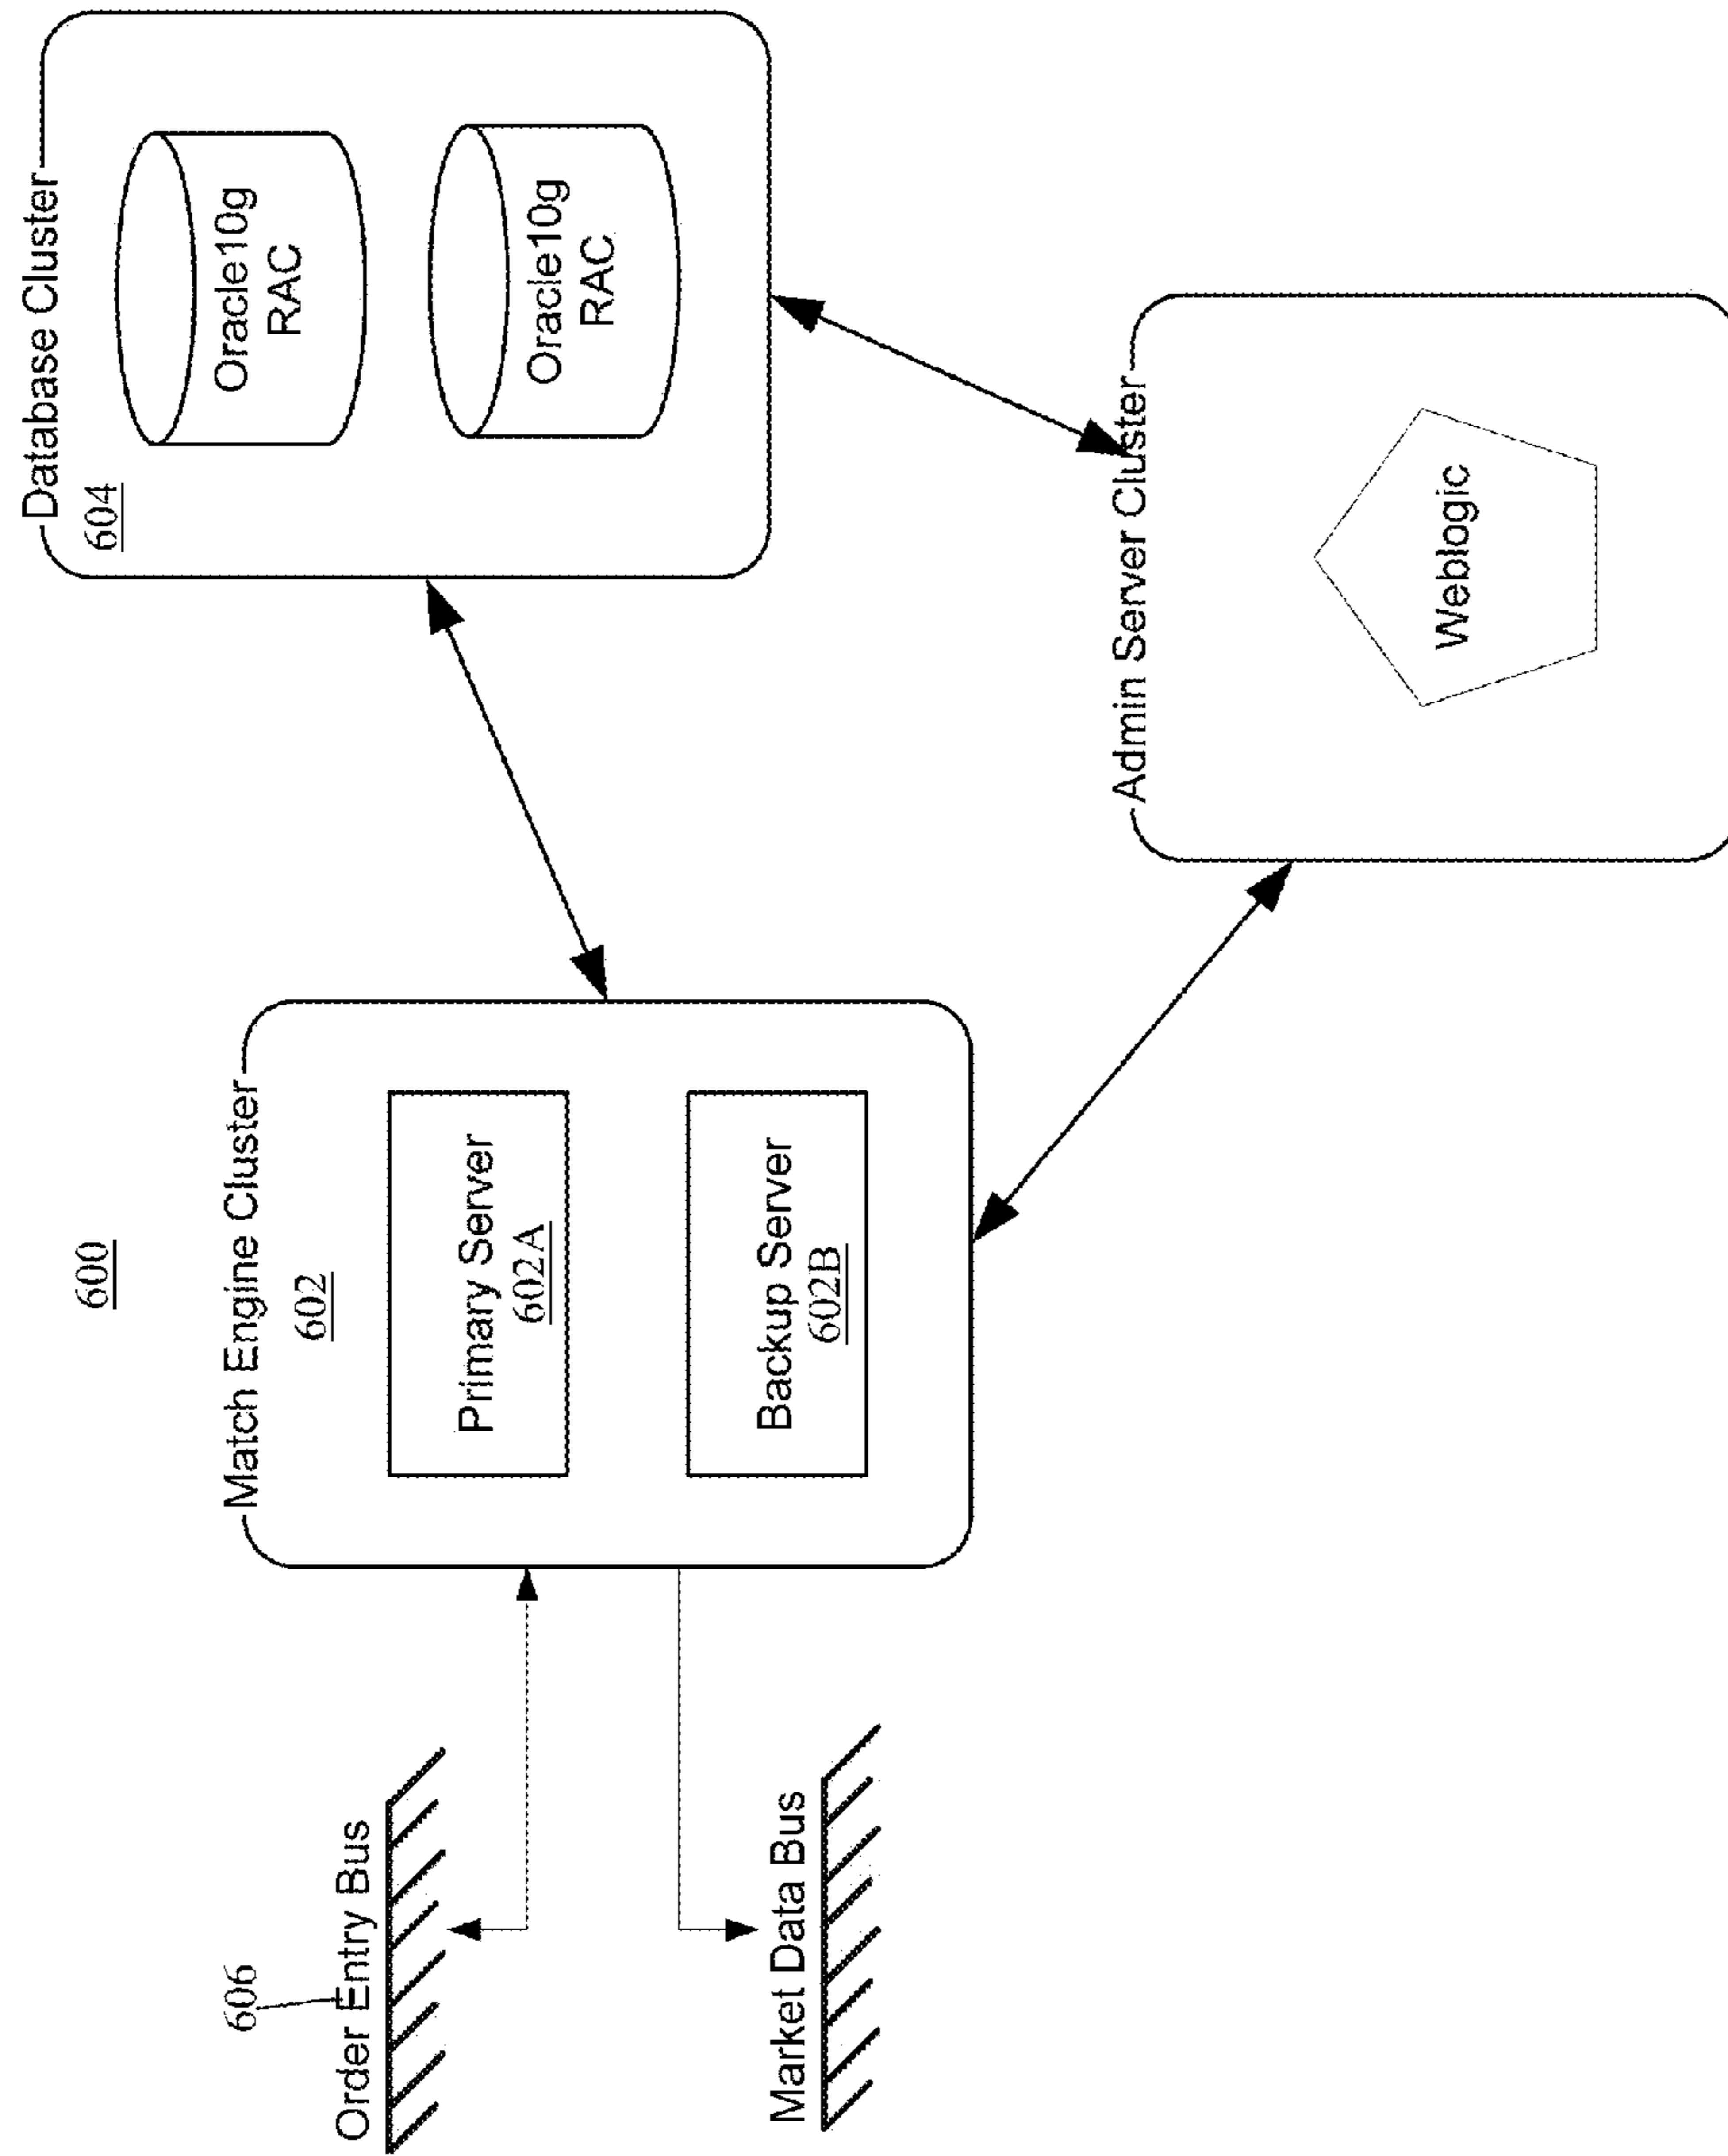 600
Database Cluster
604
Oracle10g
RAC
Oracle10g
RAC
Match Engine Cluster
602
Primary Server
602A
Backup Server
602B
606
Order Entry Bus
Market Data Bus
Admin Server Cluster
Weblogic